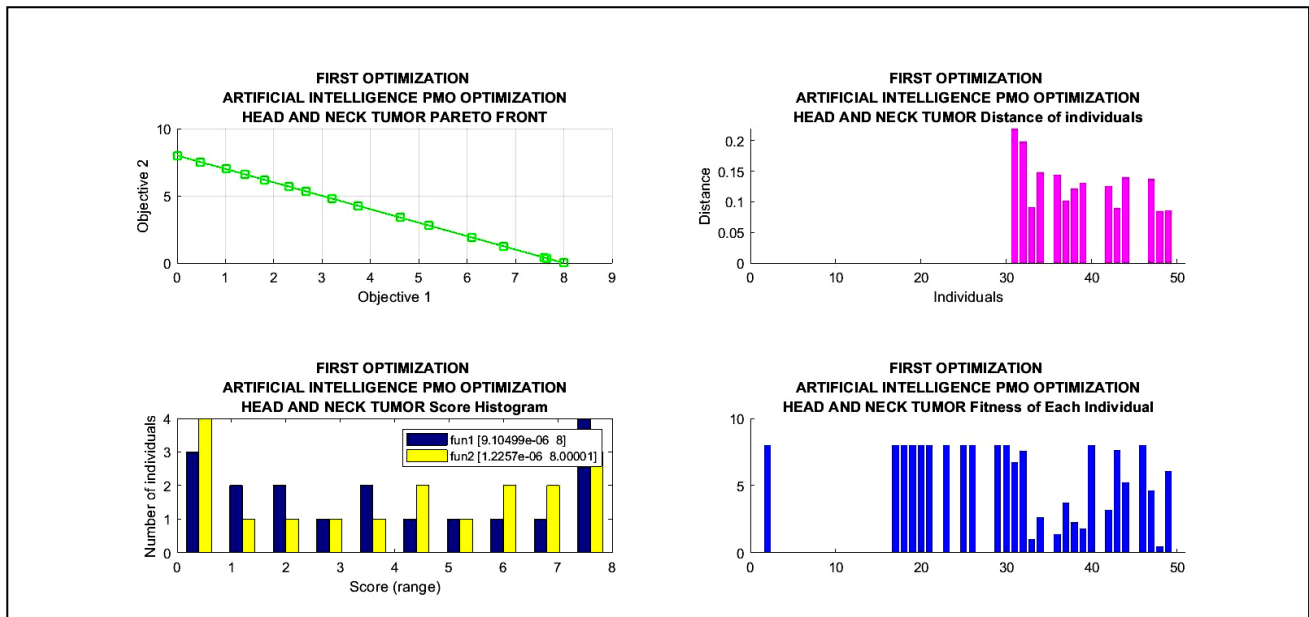 FIRST OPTIMIZATION
ARTIFICIAL INTELLIGENCE PMO OPTIMIZATION
HEAD AND NECK TUMOR PARETO FRONT
10
5
0
Objective 2
0 1 2 3 4 5 6 7 8 9
Objective 1
FIRST OPTIMIZATION
ARTIFICIAL INTELLIGENCE PMO OPTIMIZATION
HEAD AND NECK TUMOR Distance of individuals
0.2
0.15
0.1
0.05
0
Distance
0 10 20 30 40 50
Individuals
FIRST OPTIMIZATION
ARTIFICIAL INTELLIGENCE PMO OPTIMIZATION
HEAD AND NECK TUMOR Score Histogram
4
3
2
1
0
Number of individuals
fun1 [9.10499e-06 8]
fun2 [1.2257e-06 8.00001]
0 1 2 3 4 5 6 7 8
Score (range)
FIRST OPTIMIZATION
ARTIFICIAL INTELLIGENCE PMO OPTIMIZATION
HEAD AND NECK TUMOR Fitness of Each Individual
10
5
0
0 10 20 30 40 50